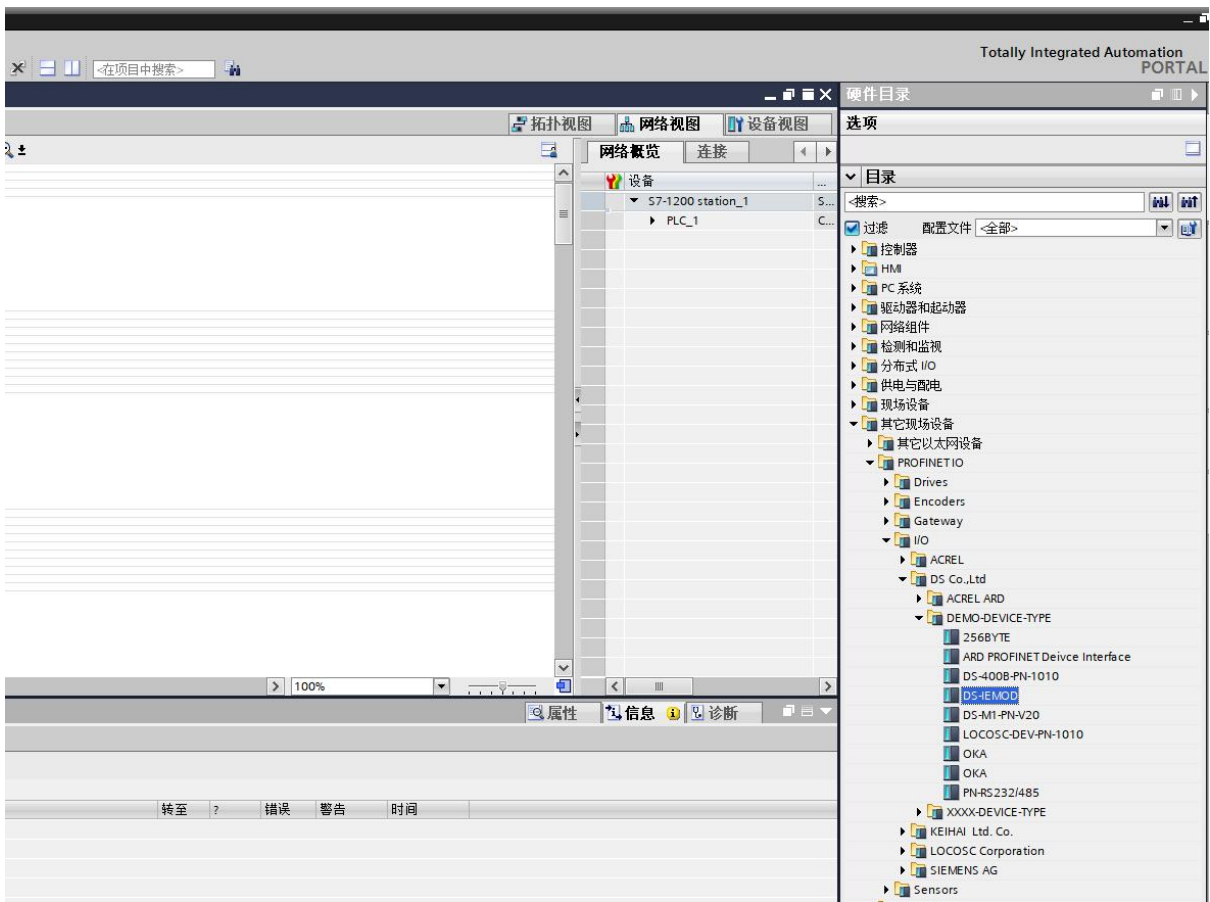 Totally Integrated Automation
PORTAL
<在项目中搜索>
硬件目录
选项
拓扑视图
网络视图
设备视图
网络概览
连接
设备
...
S7-1200 station_1
S...
PLC_1
C...
目录
<搜索>
过滤
配置文件
<全部>
控制器
HMI
PC 系统
驱动器和起动器
网络组件
检测和监视
分布式 I/O
供电与配电
现场设备
其它现场设备
其它以太网设备
PROFINET IO
Drives
Encoders
Gateway
I/O
ACREL
DS Co.,Ltd
ACREL ARD
DEMO-DEVICE-TYPE
256BYTE
ARD PROFINET Deivce Interface
DS-400B-PN-1010
DS-IEMOD
DS-M1-PN-V20
LOCOSC-DEV-PN-1010
OKA
OKA
PN-RS232/485
XXXX-DEVICE-TYPE
KEIHAI Ltd. Co.
LOCOSC Corporation
SIEMENS AG
Sensors
100%
属性
信息
诊断
转至
?
错误
警告
时间